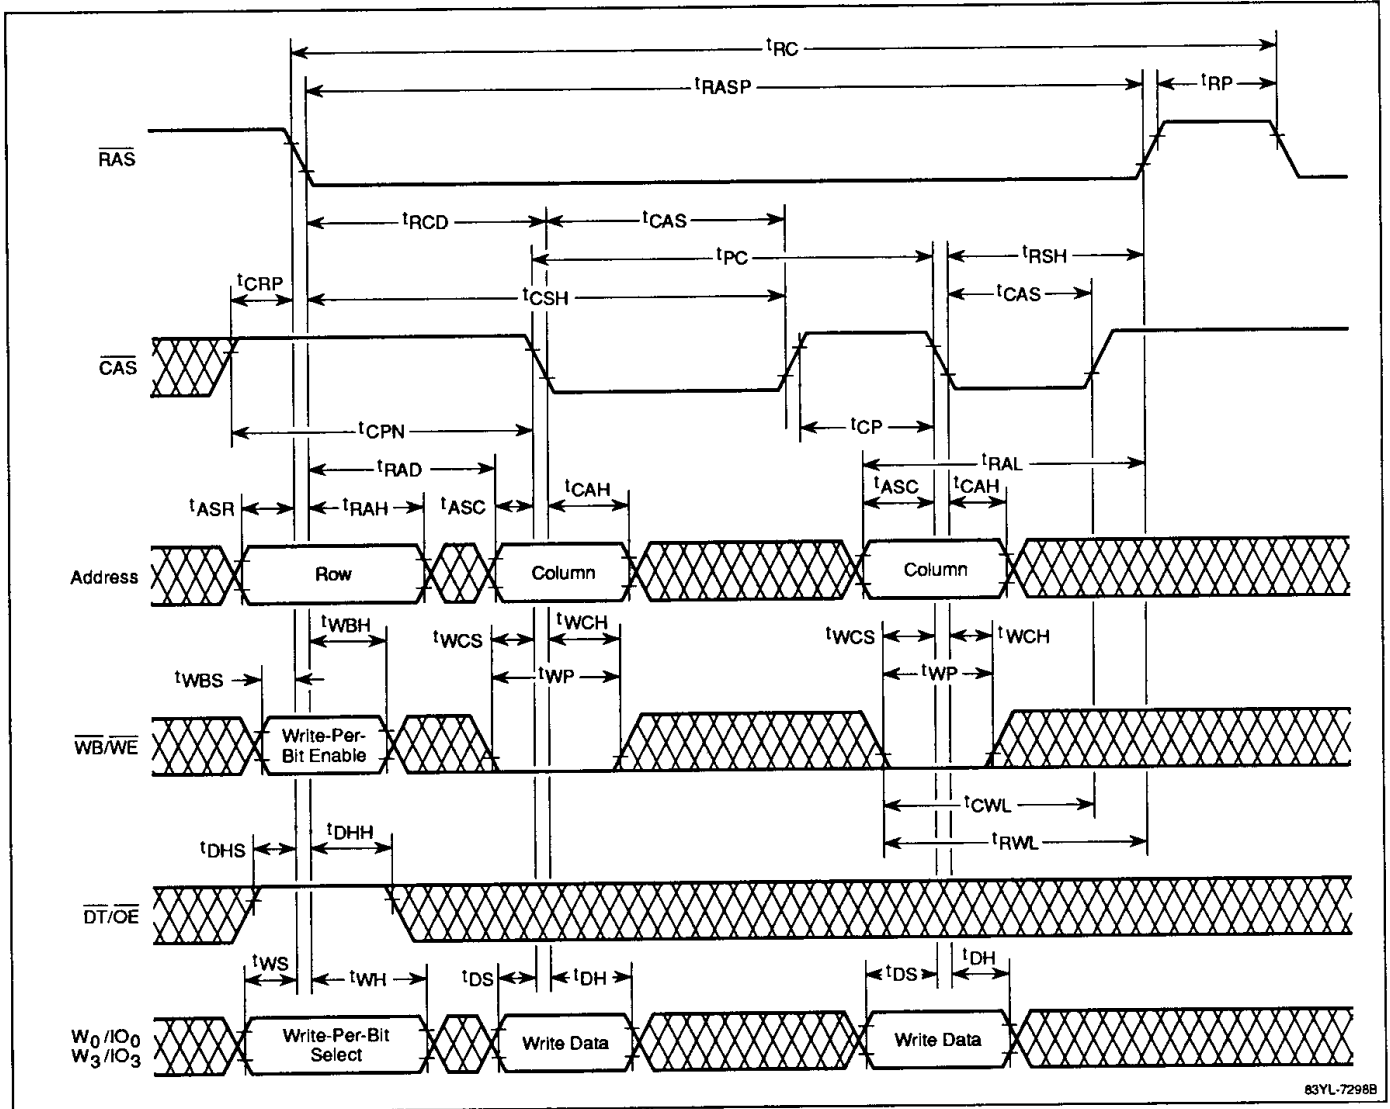 tRC
tRASP
tRP
RAS
tRCD
tCAS
tPC
tRSH
tCRP
tCSH
tCAS
CAS
tCPN
tCP
tRAD
tRAL
tASR
tRAH
tASC
tCAH
tASC
tCAH
Address
Row
Column
Column
tWBH
tWCS
tWCH
tWCS
tWCH
tWBS
tWP
tWP
WB/WE
Write-Per-
Bit Enable
tCWL
tDHS
tDHH
tRWL
DT/OE
tWS
tWH
tDS
tDH
tDS
tDH
W0/IO0
W3/IO3
Write-Per-Bit
Select
Write Data
Write Data
83YL-7298B